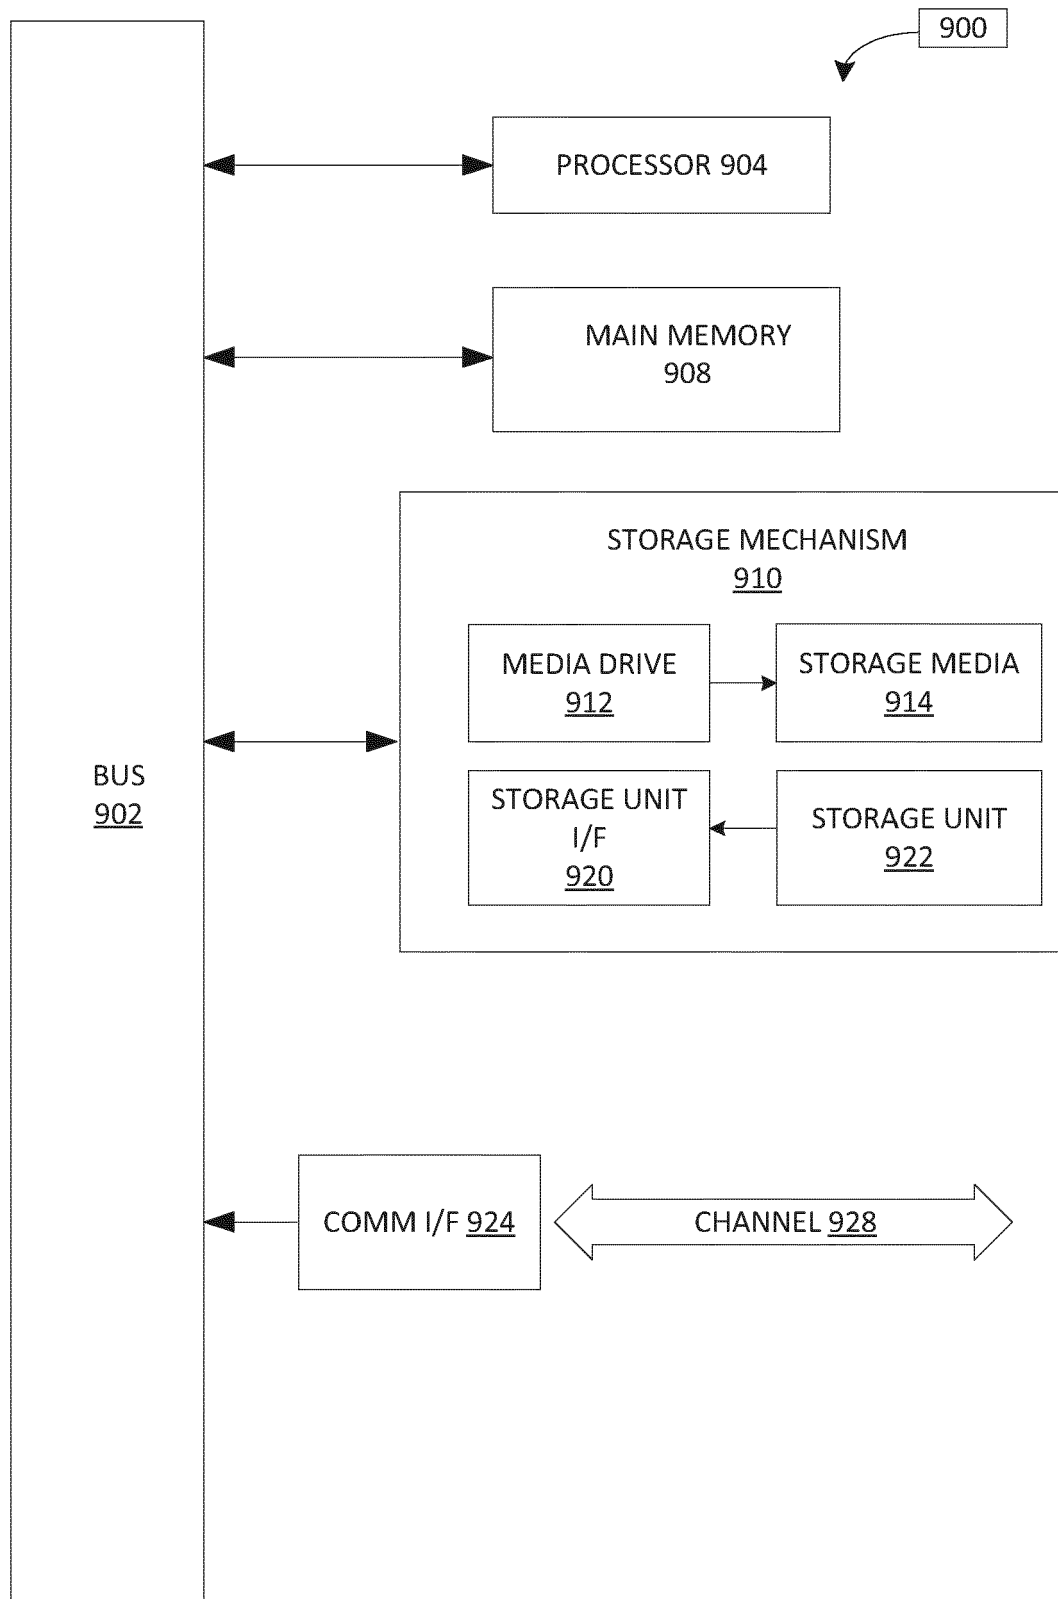 900
PROCESSOR 904
MAIN MEMORY
908
STORAGE MECHANISM
910
MEDIA DRIVE
912
STORAGE MEDIA
914
BUS
902
STORAGE UNIT
I/F
920
STORAGE UNIT
922
COMM I/F 924
CHANNEL 928